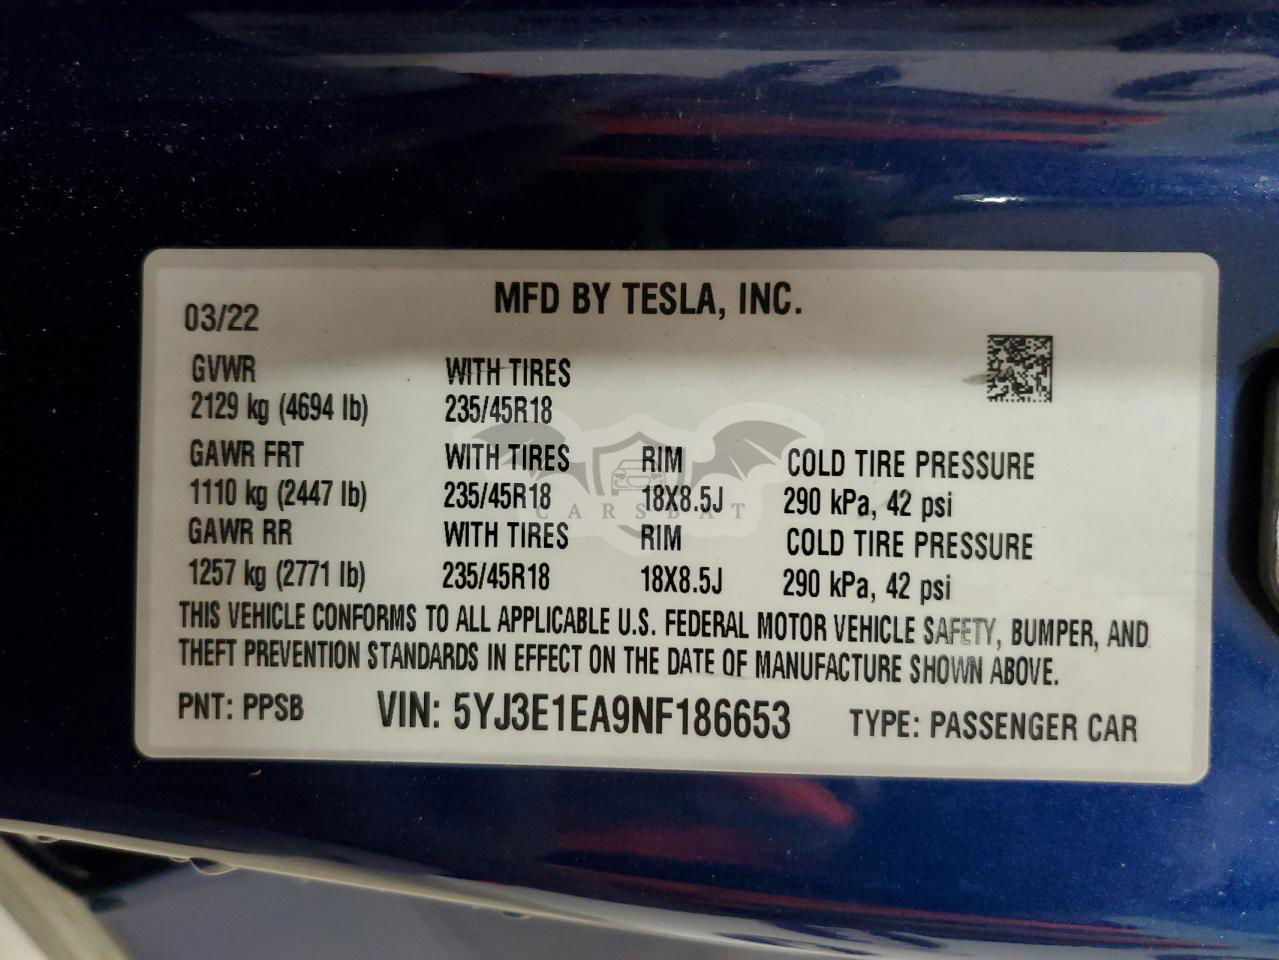 MFD BY TESLA, INC.
03/22
GVWR WITH TIRES
2129 kg (4694 lb) 235/45R18
GAWR FRT WITH TIRES RIM COLD TIRE PRESSURE
1110 kg (2447 lb) 235/45R18 18X8.5J 290 kPa, 42 psi
CARSBAT
GAWR RR WITH TIRES RIM COLD TIRE PRESSURE
1257 kg (2771 lb) 235/45R18 18X8.5J 290 kPa, 42 psi
THIS VEHICLE CONFORMS TO ALL APPLICABLE U.S. FEDERAL MOTOR VEHICLE SAFETY, BUMPER, AND
THEFT PREVENTION STANDARDS IN EFFECT ON THE DATE OF MANUFACTURE SHOWN ABOVE.
PNT: PPSB VIN: 5YJ3E1EA9NF186653 TYPE: PASSENGER CAR